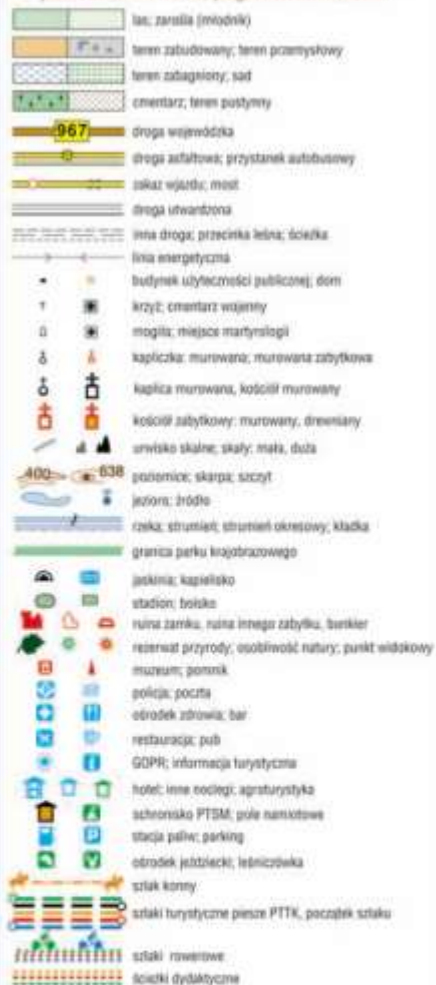 las; zarośla (młodnik)
teren zabudowany; teren przemysłowy
teren zabagniony; sad
cmentarz; teren pustynny
967 droga wojewódzka
droga asfaltowa; przystanek autobusowy
zakaz wjazdu; most
droga utwardzona
inna droga; przecinka leśna; ścieżka
linia energetyczna
budynek użyteczności publicznej; dom
krzyż; cmentarz wojenny
mogiła; miejsce martyrologii
kapliczka: murowana; murowana zabytkowa
kaplica murowana, kościół murowany
kościół zabytkowy: murowany, drewniany
urwisko skalne; skały: mała, duża
400 638 poziomice; skarpa; szczyt
jezioro; źródło
rzeka; strumień; strumień okresowy; kładka
granica parku krajobrazowego
jaskinia; kąpielisko
stadion; boisko
ruina zamku, ruina innego zabytku, bunkier
rezerwat przyrody; osobliwość natury; punkt widokowy
muzeum; pomnik
policja; poczta
ośrodek zdrowia; bar
restauracja; pub
GOPR; informacja turystyczna
hotel; inne noclegi; agroturystyka
schronisko PTSM; pole namiotowe
stacja paliw; parking
ośrodek jeździecki; leśniczówka
szlak konny
szlaki turystyczne piesze PTTK, początek szlaku
szlaki rowerowe
ścieżki dydaktyczne